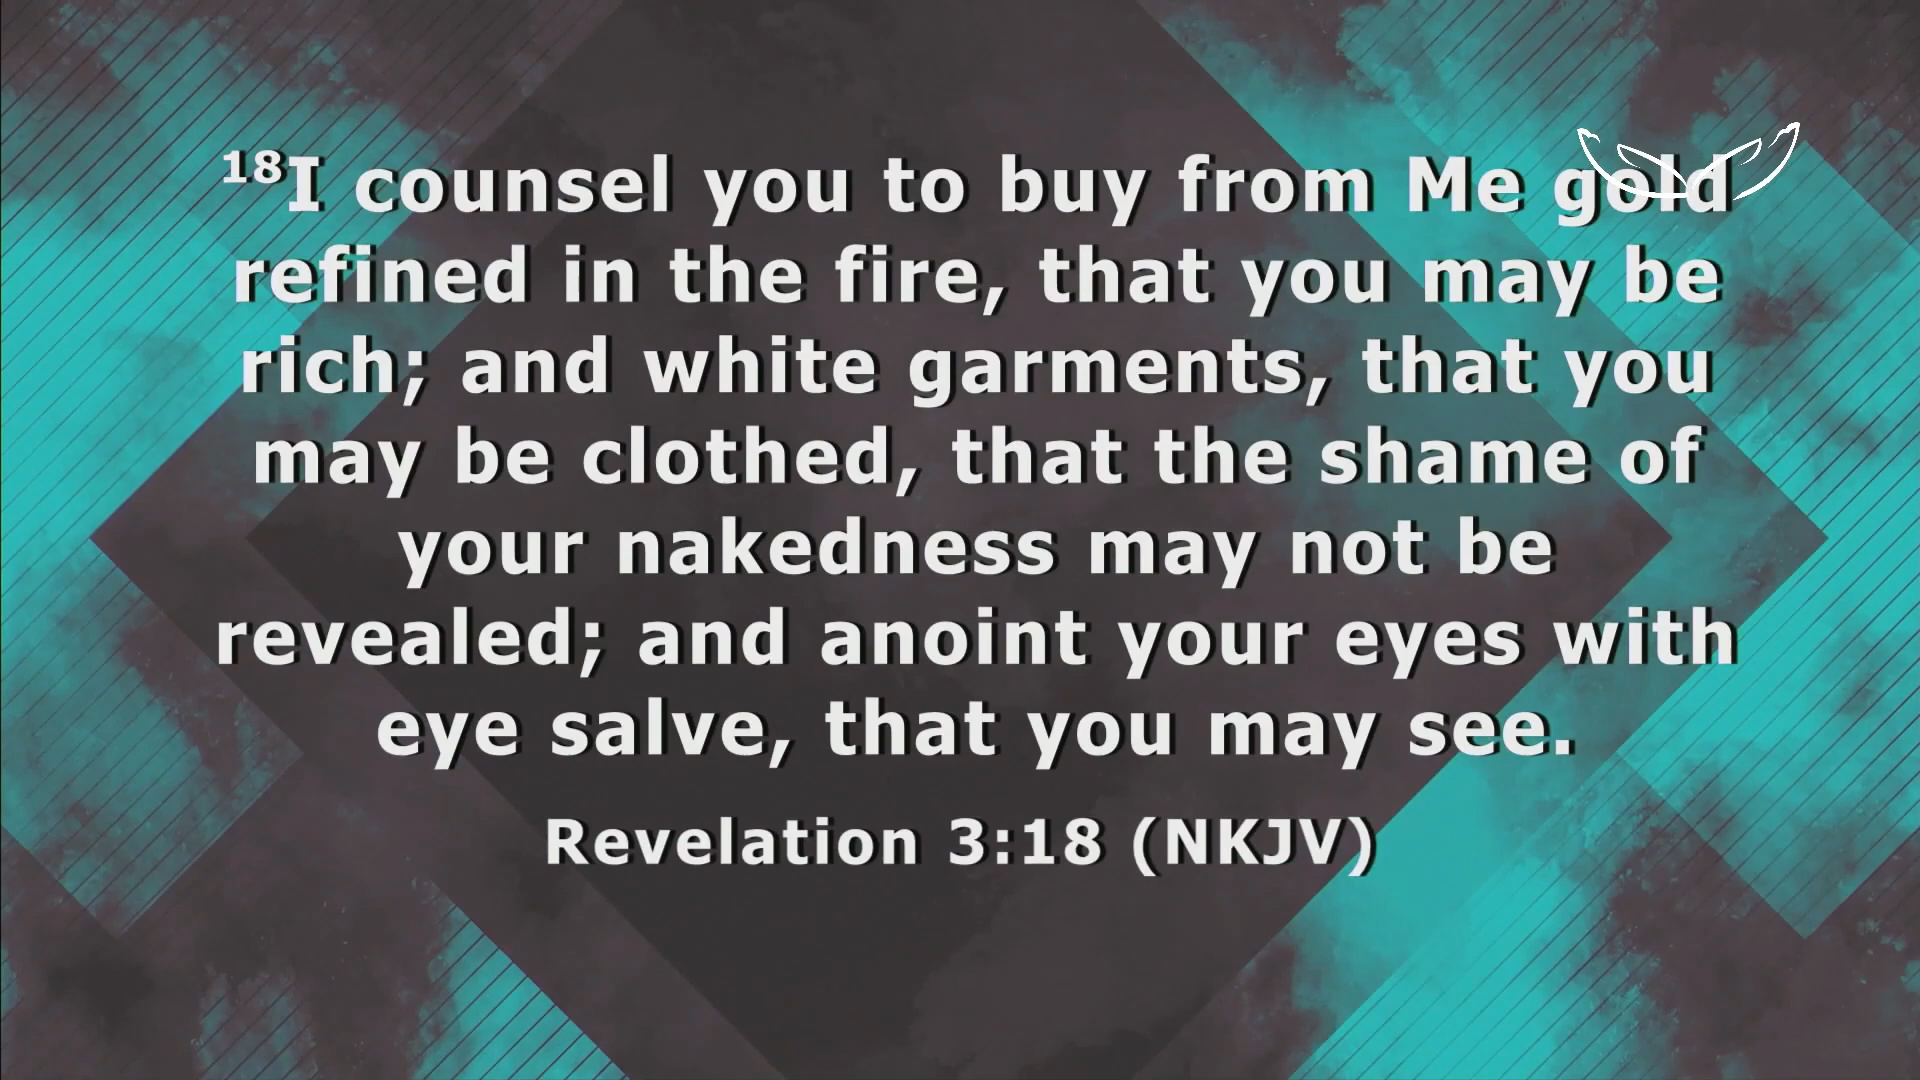 ¹⁸I counsel you to buy from Me gold
refined in the fire, that you may be
rich; and white garments, that you
may be clothed, that the shame of
your nakedness may not be
revealed; and anoint your eyes with
eye salve, that you may see.
Revelation 3:18 (NKJV)